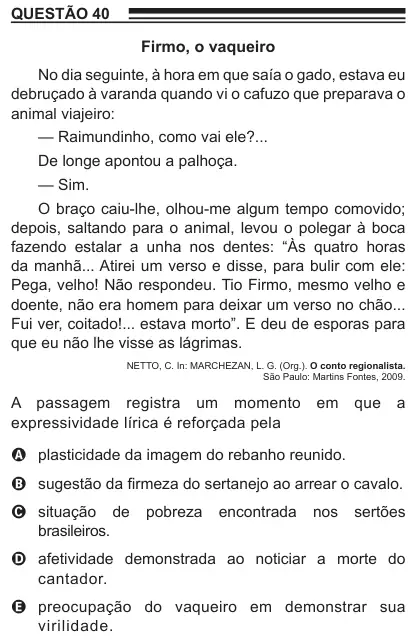 QUESTÃO 40
Firmo, o vaqueiro
No dia seguinte, à hora em que saía o gado, estava eu
debruçado à varanda quando vi o cafuzo que preparava o
animal viajeiro:
— Raimundinho, como vai ele?...
De longe apontou a palhoça.
— Sim.
O braço caiu-lhe, olhou-me algum tempo comovido;
depois, saltando para o animal, levou o polegar à boca
fazendo estalar a unha nos dentes: “Às quatro horas
da manhã... Atirei um verso e disse, para bulir com ele:
Pega, velho! Não respondeu. Tio Firmo, mesmo velho e
doente, não era homem para deixar um verso no chão...
Fui ver, coitado!... estava morto”. E deu de esporas para
que eu não lhe visse as lágrimas.
NETTO, C. In: MARCHEZAN, L. G. (Org.). O conto regionalista.
São Paulo: Martins Fontes, 2009.
A passagem registra um momento em que a
expressividade lírica é reforçada pela
A plasticidade da imagem do rebanho reunido.
B sugestão da firmeza do sertanejo ao arrear o cavalo.
C situação de pobreza encontrada nos sertões
brasileiros.
D afetividade demonstrada ao noticiar a morte do
cantador.
E preocupação do vaqueiro em demonstrar sua
virilidade.